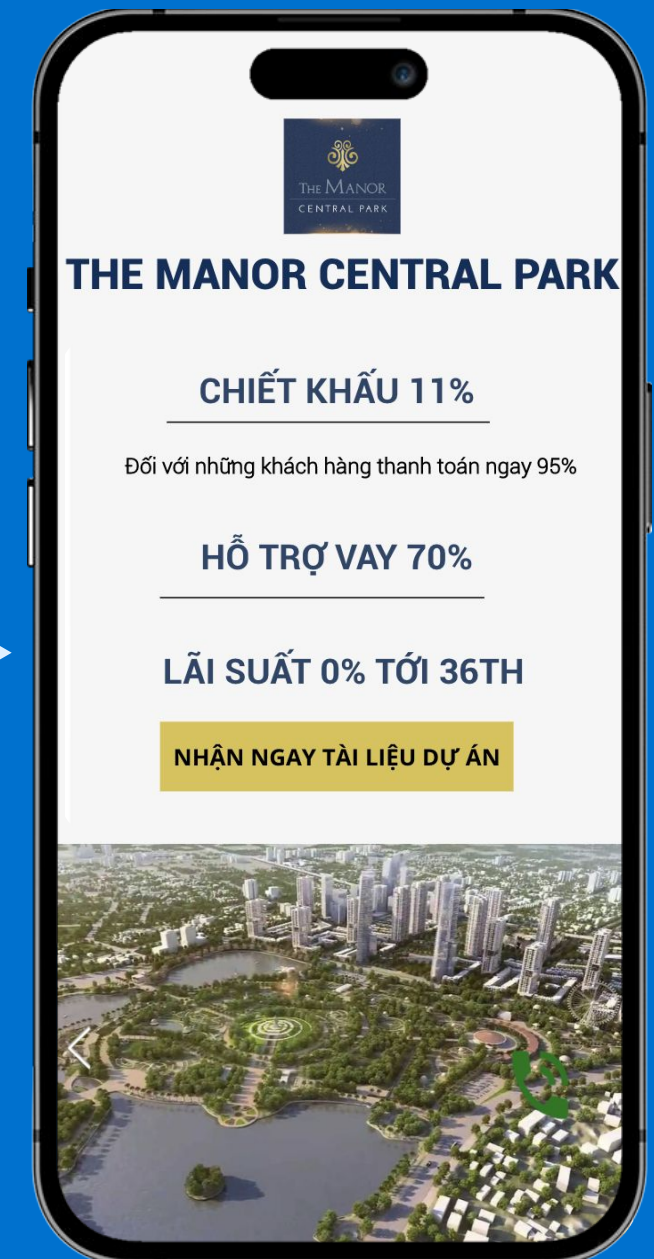 THE MANOR
CENTRAL PARK
THE MANOR CENTRAL PARK
CHIẾT KHẤU 11%
Đối với những khách hàng thanh toán ngay 95%
HỖ TRỢ VAY 70%
LÃI SUẤT 0% TỚI 36TH
NHẬN NGAY TÀI LIỆU DỰ ÁN